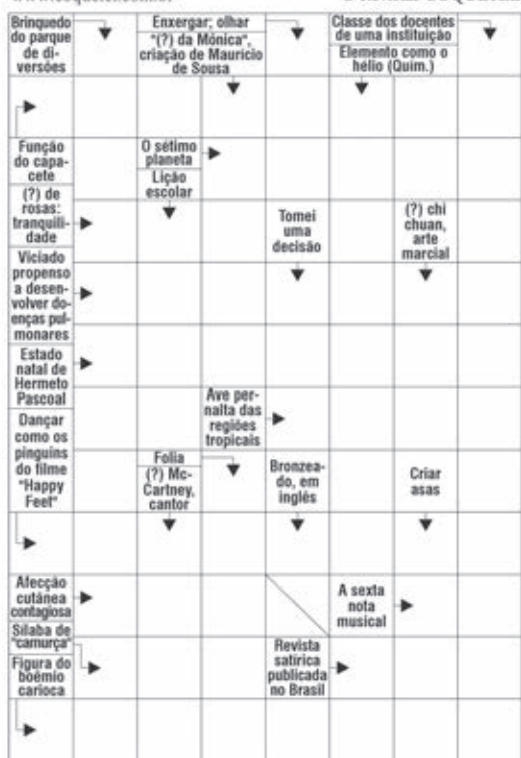 Brinquedo
do parque
de di-
versões
Enxergar; olhar
"(?) da Mônica",
criação de Mauricio
de Sousa
Classe dos docentes
de uma instituição
Elemento como o
hélio (Quím.)
Função
do capa-
cete
O sétimo
planeta
Lição
escolar
(?) de
rosas:
tranquili-
dade
Tomei
uma
decisão
(?) chi
chuan,
arte
marcial
Viciado
propenso
a desen-
volver do-
enças pul-
monares
Estado
natal de
Hermeto
Pascoal
Ave per-
nalta das
regiões
tropicais
Dançar
como os
pinguins
do filme
"Happy
Feet"
Folia
(?) Mc-
Cartney,
cantor
Bronzea-
do, em
inglês
Criar
asas
Afecção
cutânea
contagiosa
A sexta
nota
musical
Sílaba de
"camurça"
Figura do
boêmio
carioca
Revista
satírica
publicada
no Brasil